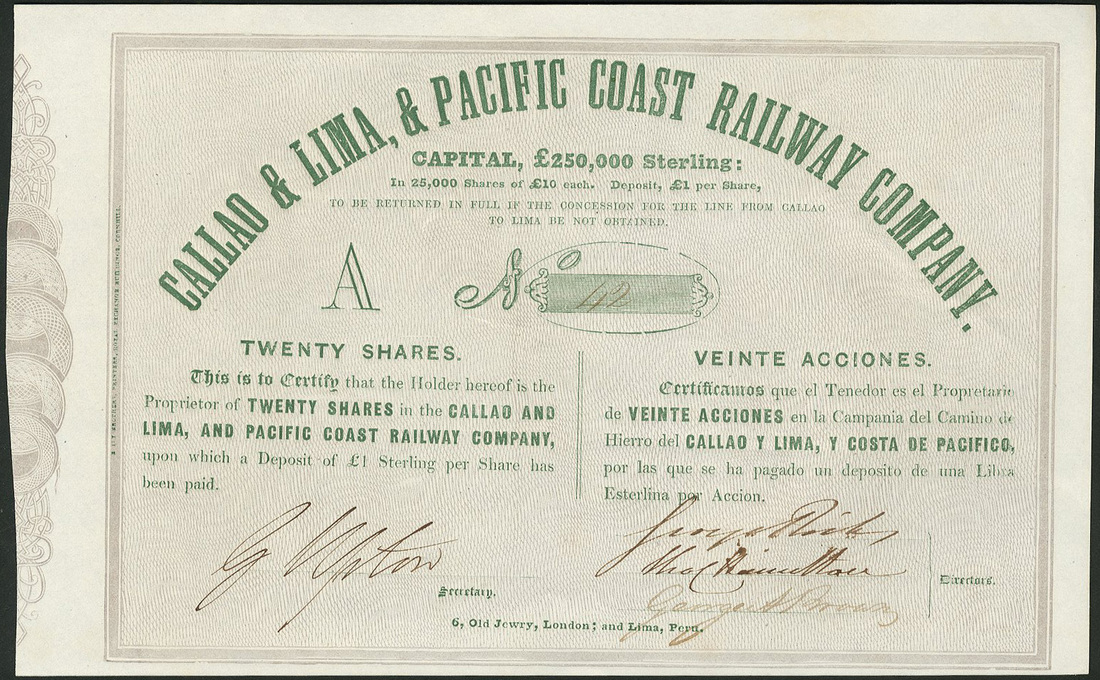 CALLAO & LIMA, & PACIFIC COAST RAILWAY COMPANY.
CAPITAL, £250,000 Sterling:
In 25,000 Shares of £10 each. Deposit, £1 per Share,
TO BE RETURNED IN FULL IF THE CONCESSION FOR THE LINE FROM CALLAO
TO LIMA BE NOT OBTAINED.
A No 42
TWENTY SHARES.
This is to Certify that the Holder hereof is the
Proprietor of TWENTY SHARES in the CALLAO AND
LIMA, AND PACIFIC COAST RAILWAY COMPANY,
upon which a Deposit of £1 Sterling per Share has
been paid.
VEINTE ACCIONES.
Certificamos que el Tenedor es el Propretario
de VEINTE ACCIONES en la Campania del Camino de
Hierro del CALLAO Y LIMA, Y COSTA DE PACIFICO,
por las que se ha pagado un deposito de una Libra
Esterlina por Accion.
G Upton
Secretary.
George
Directors.
6, Old Jewry, London; and Lima, Peru.